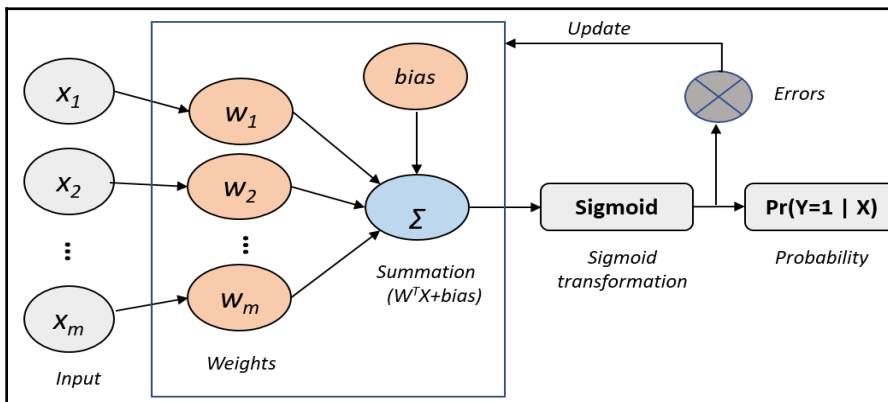 Update
x1
bias
Errors
w1
x2
w2
Σ
Sigmoid
Pr(Y=1 | X)
...
...
Summation
(WTX+bias)
Sigmoid
transformation
Probability
xm
wm
Input
Weights